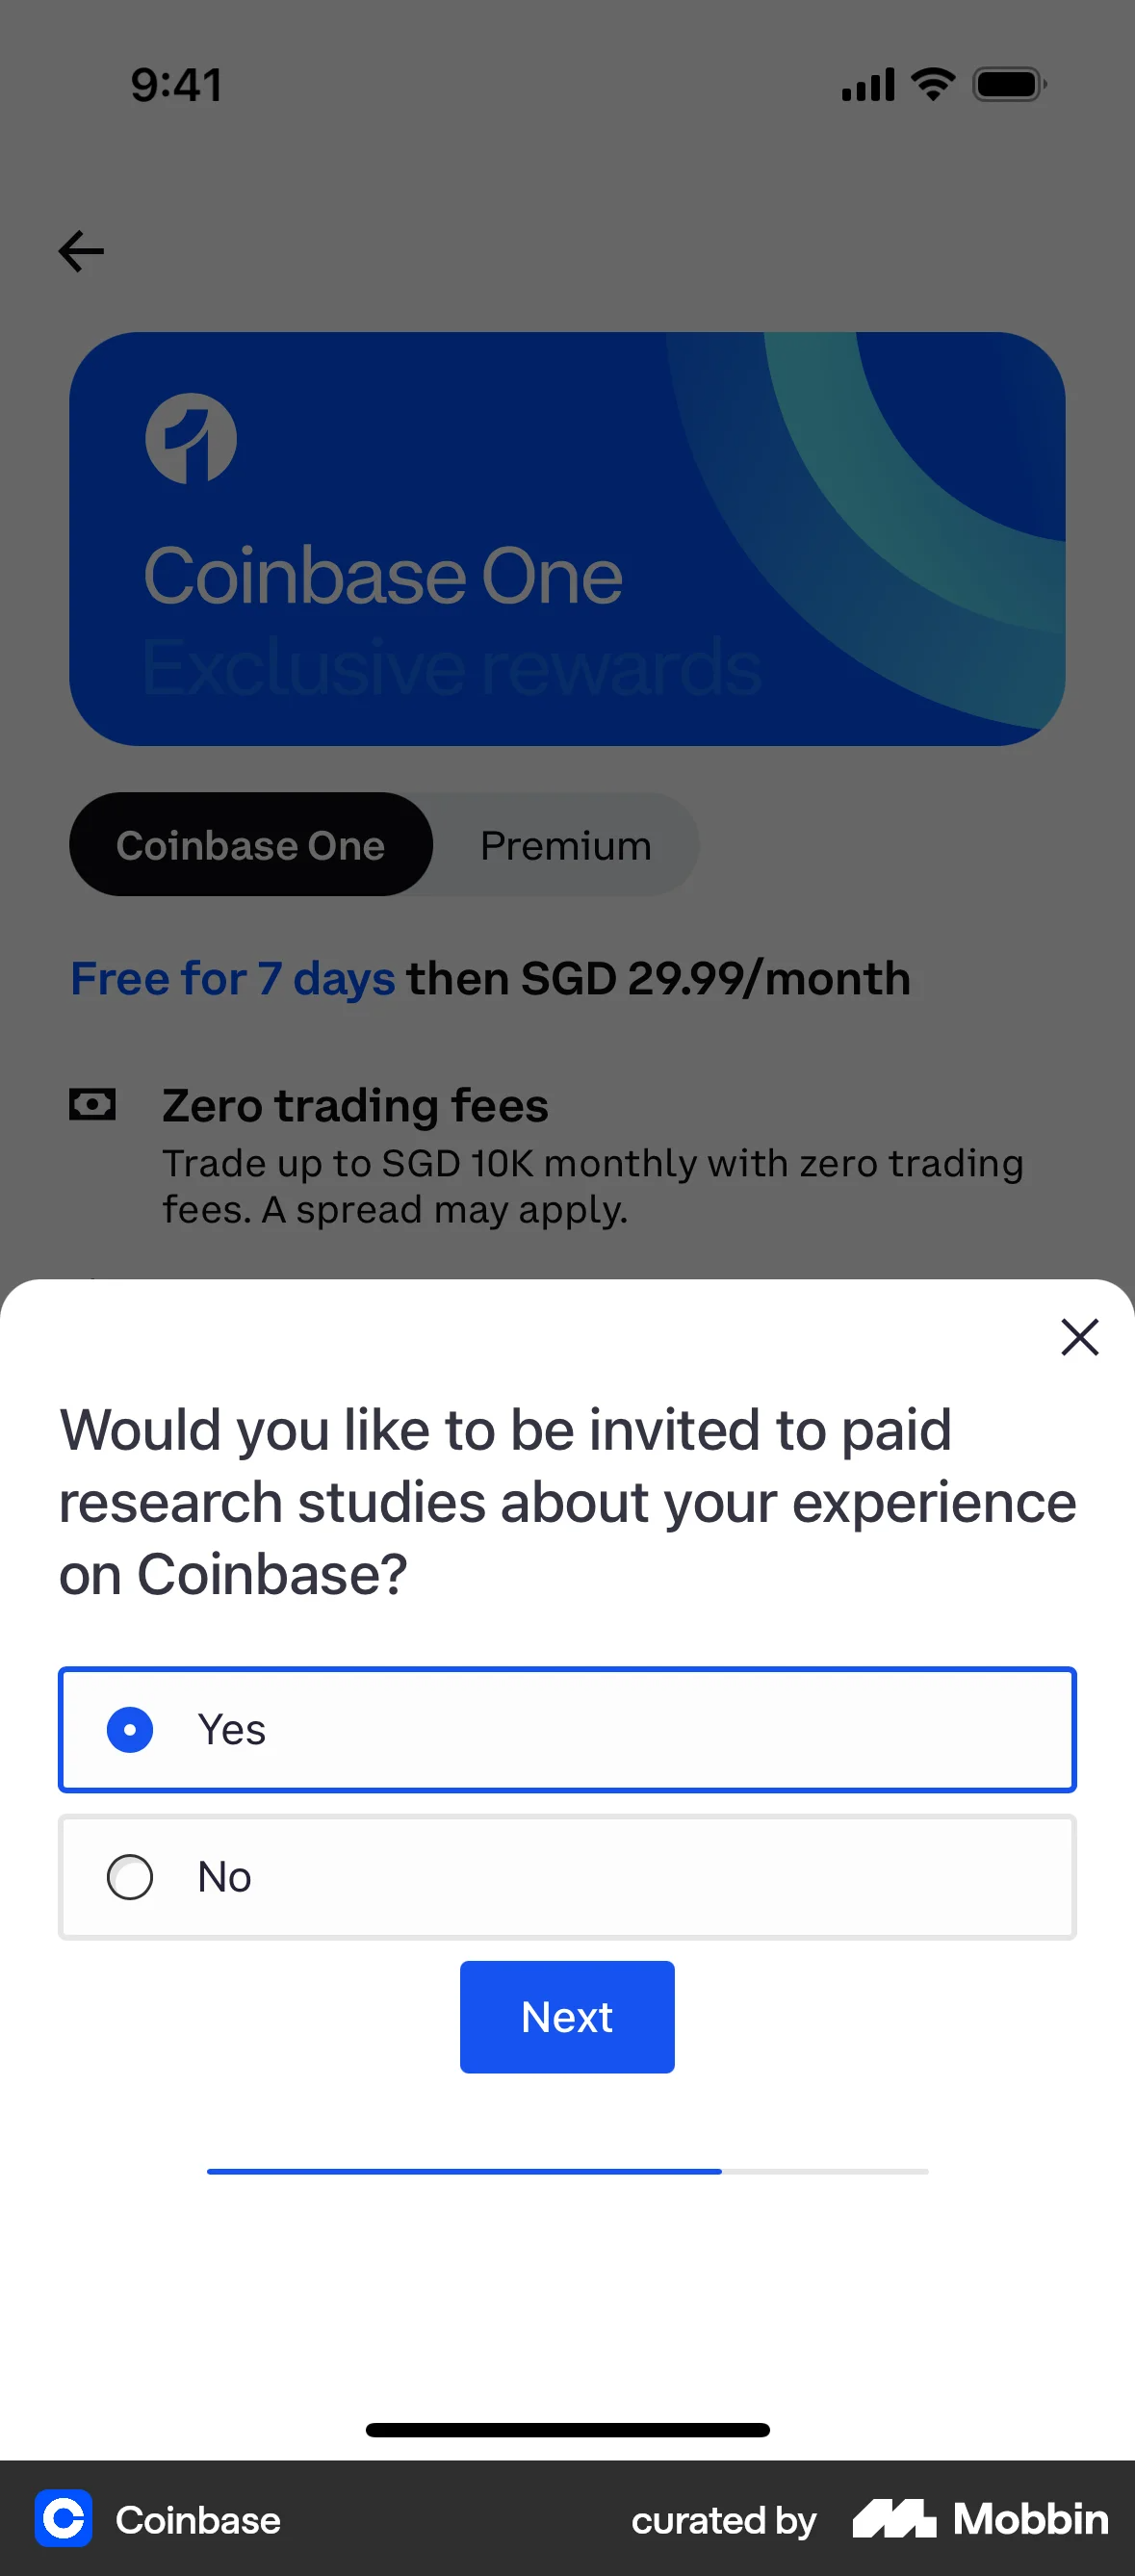 9:41
Coinbase One
Exclusive rewards
Coinbase One
Premium
Free for 7 days then SGD 29.99/month
Zero trading fees
Trade up to SGD 10K monthly with zero trading
fees. A spread may apply.
Would you like to be invited to paid
research studies about your experience
on Coinbase?
Yes
No
Next
Coinbase
curated by
Mobbin